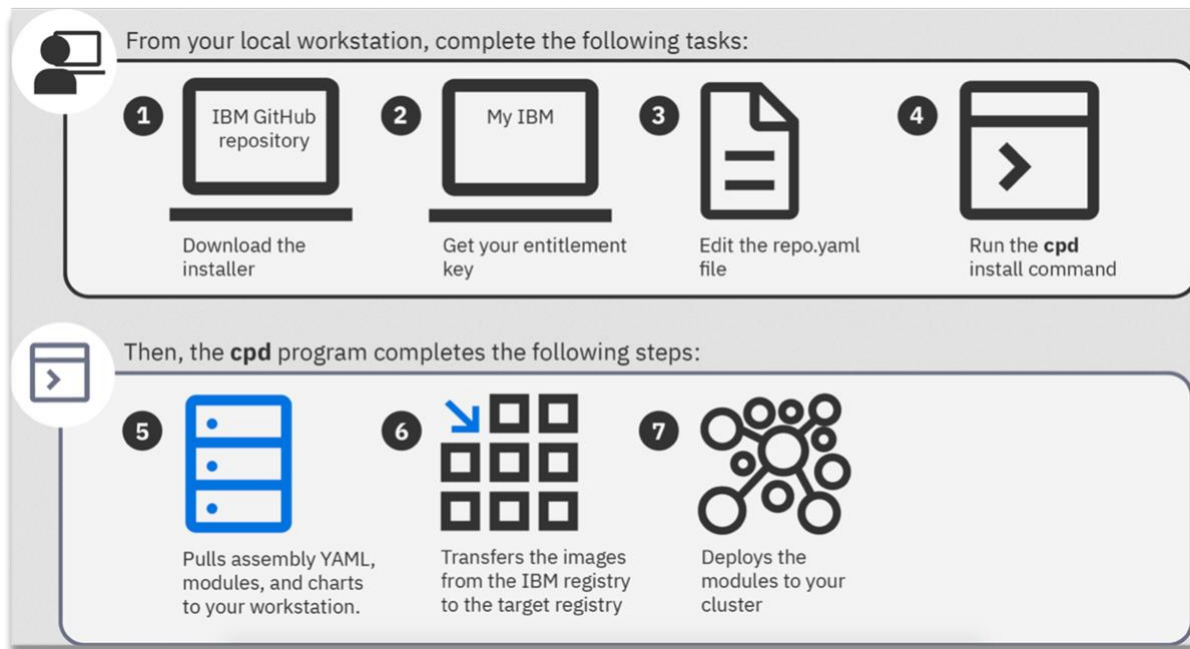 From your local workstation, complete the following tasks:
1
IBM GitHub
repository
Download the
installer
2
My IBM
Get your entitlement
key
3
Edit the repo.yaml
file
4
Run the cpd
install command
Then, the cpd program completes the following steps:
5
Pulls assembly YAML,
modules, and charts
to your workstation.
6
Transfers the images
from the IBM registry
to the target registry
7
Deploys the
modules to your
cluster